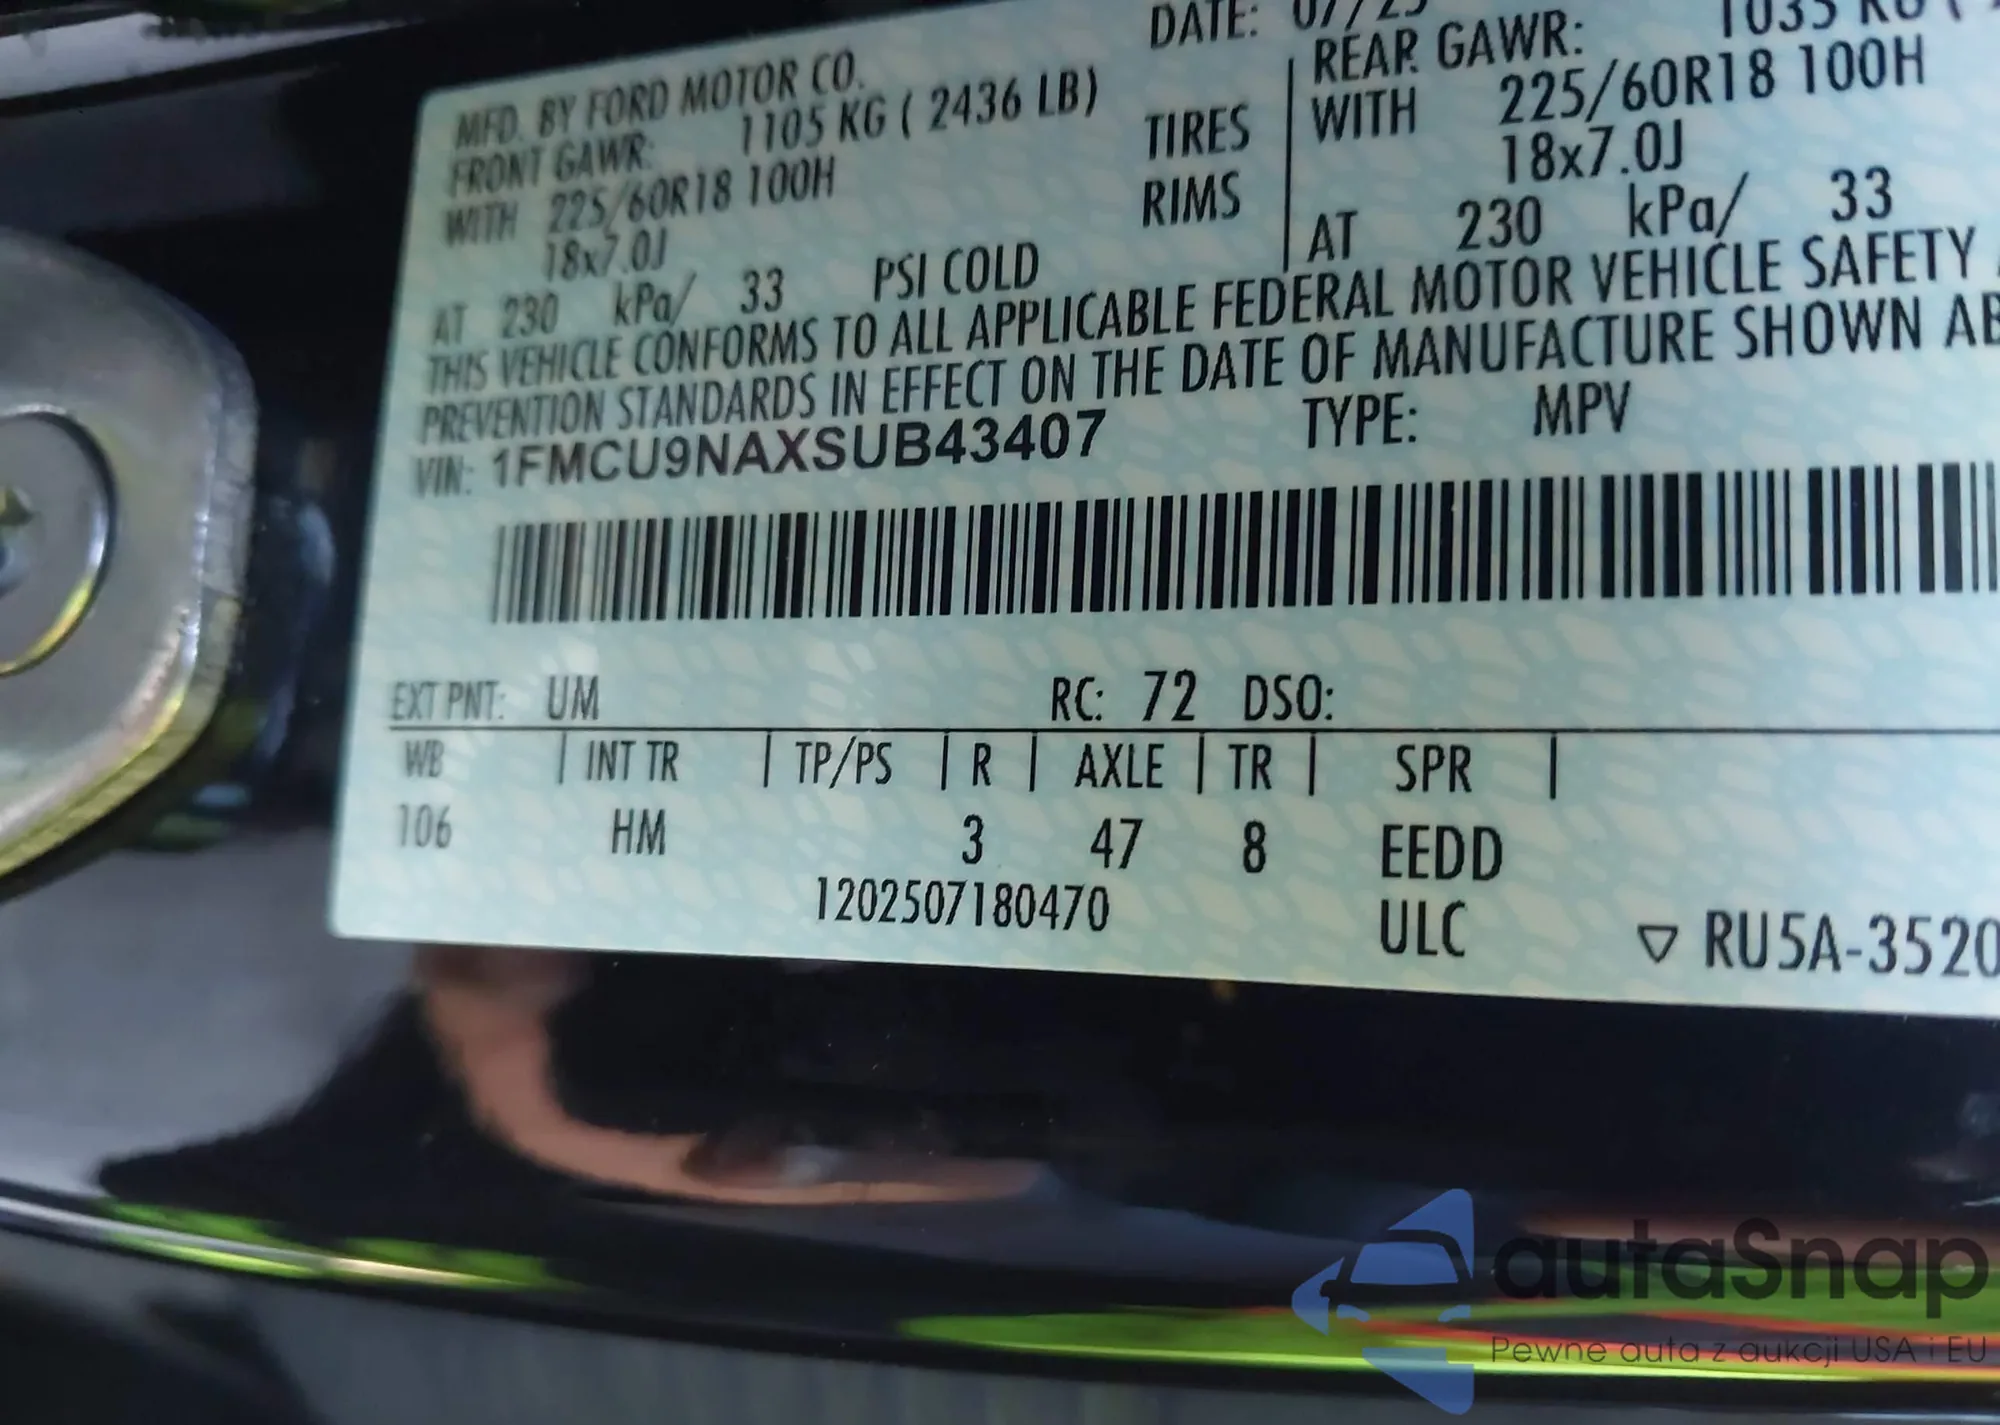 MFD. BY FORD MOTOR CO. DATE: 07/25
FRONT GAWR: 1105 KG ( 2436 LB) REAR GAWR: 1035 KG (
WITH 225/60R18 100H TIRES WITH 225/60R18 100H
18x7.0J RIMS 18x7.0J
AT 230 kPa/ 33 PSI COLD AT 230 kPa/ 33
THIS VEHICLE CONFORMS TO ALL APPLICABLE FEDERAL MOTOR VEHICLE SAFETY
PREVENTION STANDARDS IN EFFECT ON THE DATE OF MANUFACTURE SHOWN AB
VIN: 1FMCU9NAXSUB43407 TYPE: MPV
EXT PNT: UM RC: 72 DSO:
WB | INT TR | TP/PS | R | AXLE | TR | SPR |
106 HM 3 47 8 EEDD
1202507180470 ULC ▽ RU5A-3520
autaSnap
Pewne auta z aukcji USA i EU